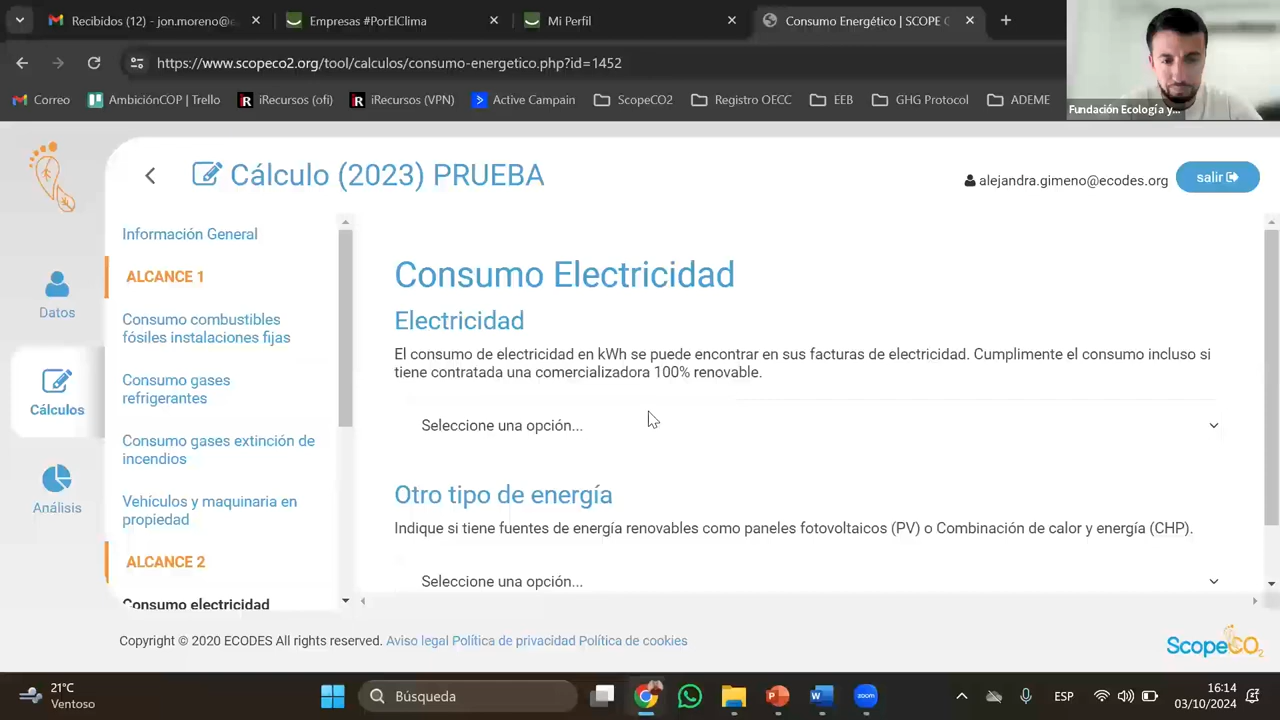 Recibidos (12) - jon.moreno@e
Empresas #PorElClima
Mi Perfil
Consumo Energético | SCOPE C
https://www.scopeco2.org/tool/calculos/consumo-energetico.php?id=1452
Correo
AmbiciónCOP | Trello
iRecursos (ofi)
iRecursos (VPN)
Active Campain
ScopeCO2
Registro OECC
EEB
GHG Protocol
ADEME
Fundación Ecología y...
Cálculo (2023) PRUEBA
alejandra.gimeno@ecodes.org
salir
Datos
Cálculos
Análisis
Información General
ALCANCE 1
Consumo combustibles
fósiles instalaciones fijas
Consumo gases
refrigerantes
Consumo gases extinción de
incendios
Vehículos y maquinaria en
propiedad
ALCANCE 2
Consumo electricidad
Consumo Electricidad
Electricidad
El consumo de electricidad en kWh se puede encontrar en sus facturas de electricidad. Cumplimente el consumo incluso si
tiene contratada una comercializadora 100% renovable.
Seleccione una opción...
Otro tipo de energía
Indique si tiene fuentes de energía renovables como paneles fotovoltaicos (PV) o Combinación de calor y energía (CHP).
Seleccione una opción...
Copyright © 2020 ECODES All rights reserved. Aviso legal Política de privacidad Política de cookies
ScopeCO2
21°C
Ventoso
Búsqueda
zoom
ESP
16:14
03/10/2024